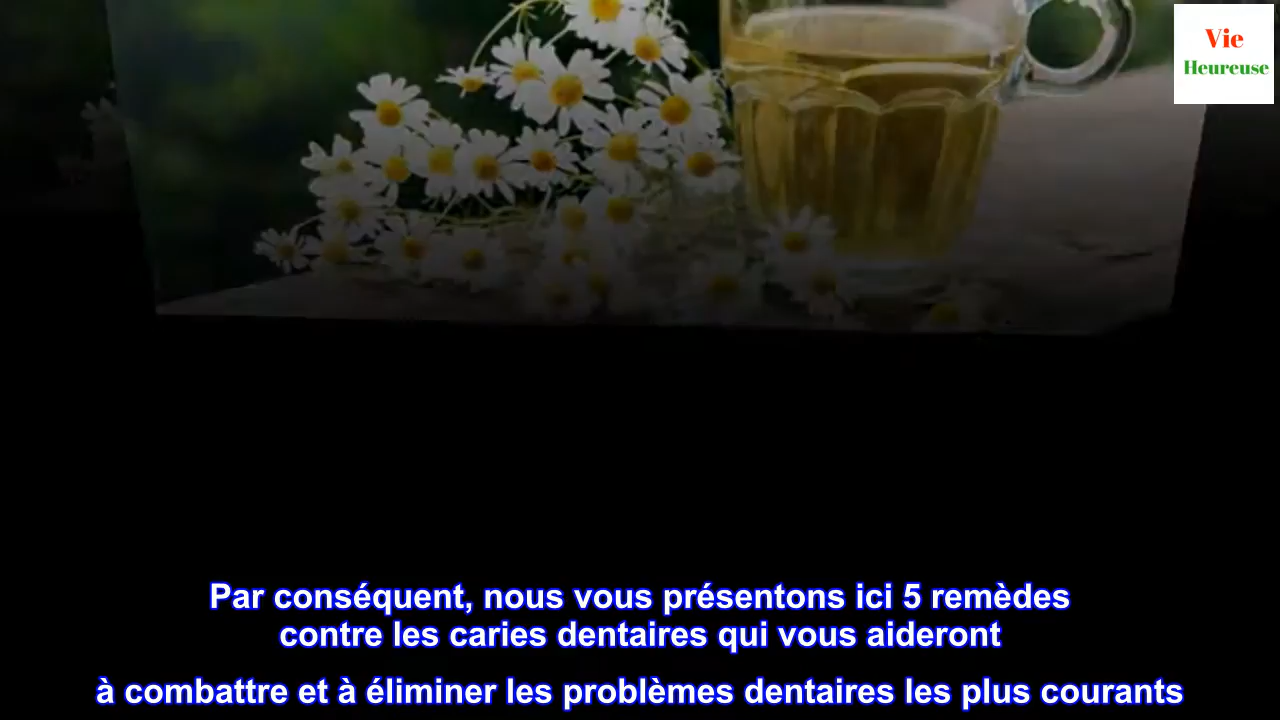 Vie
Heureuse
Par conséquent, nous vous présentons ici 5 remèdes
contre les caries dentaires qui vous aideront
à combattre et à éliminer les problèmes dentaires les plus courants